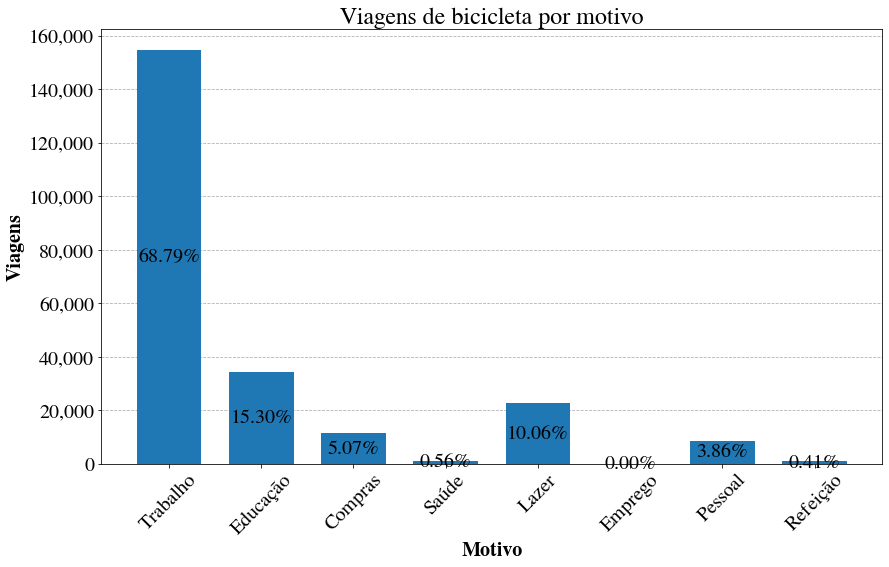 Viagens de bicicleta por motivo
160,000
140,000
120,000
100,000
80,000
60,000
40,000
20,000
0
Viagens
68.79%
15.30%
5.07%
0.56%
10.06%
0.00%
3.86%
0.41%
Trabalho
Educação
Compras
Saúde
Lazer
Emprego
Pessoal
Refeição
Motivo